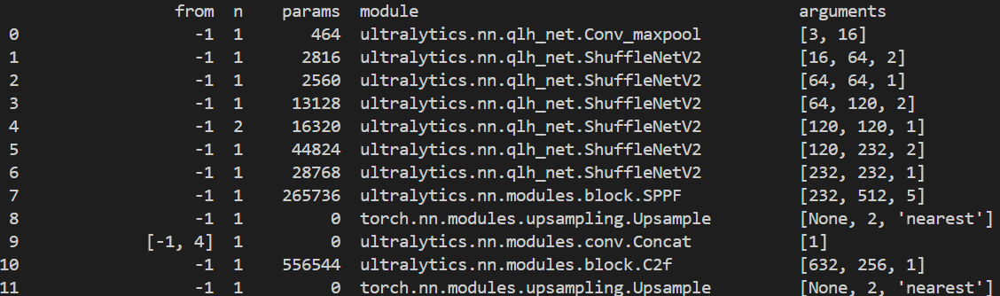 from n params module arguments
0 -1 1 464 ultralytics.nn.qlh_net.Conv_maxpool [3, 16]
1 -1 1 2816 ultralytics.nn.qlh_net.ShuffleNetV2 [16, 64, 2]
2 -1 1 2560 ultralytics.nn.qlh_net.ShuffleNetV2 [64, 64, 1]
3 -1 1 13128 ultralytics.nn.qlh_net.ShuffleNetV2 [64, 120, 2]
4 -1 2 16320 ultralytics.nn.qlh_net.ShuffleNetV2 [120, 120, 1]
5 -1 1 44824 ultralytics.nn.qlh_net.ShuffleNetV2 [120, 232, 2]
6 -1 1 28768 ultralytics.nn.qlh_net.ShuffleNetV2 [232, 232, 1]
7 -1 1 265736 ultralytics.nn.modules.block.SPPF [232, 512, 5]
8 -1 1 0 torch.nn.modules.upsampling.Upsample [None, 2, 'nearest']
9 [-1, 4] 1 0 ultralytics.nn.modules.conv.Concat [1]
10 -1 1 556544 ultralytics.nn.modules.block.C2f [632, 256, 1]
11 -1 1 0 torch.nn.modules.upsampling.Upsample [None, 2, 'nearest']